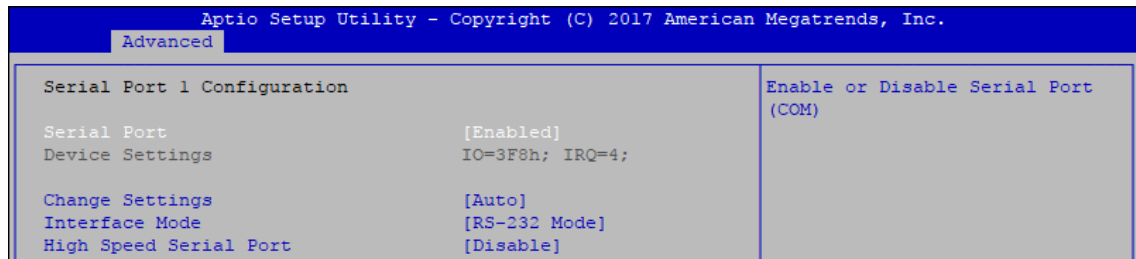 Aptio Setup Utility - Copyright (C) 2017 American Megatrends, Inc.
Advanced
Serial Port 1 Configuration
Enable or Disable Serial Port
(COM)
Serial Port [Enabled]
Device Settings IO=3F8h; IRQ=4;
Change Settings [Auto]
Interface Mode [RS-232 Mode]
High Speed Serial Port [Disable]